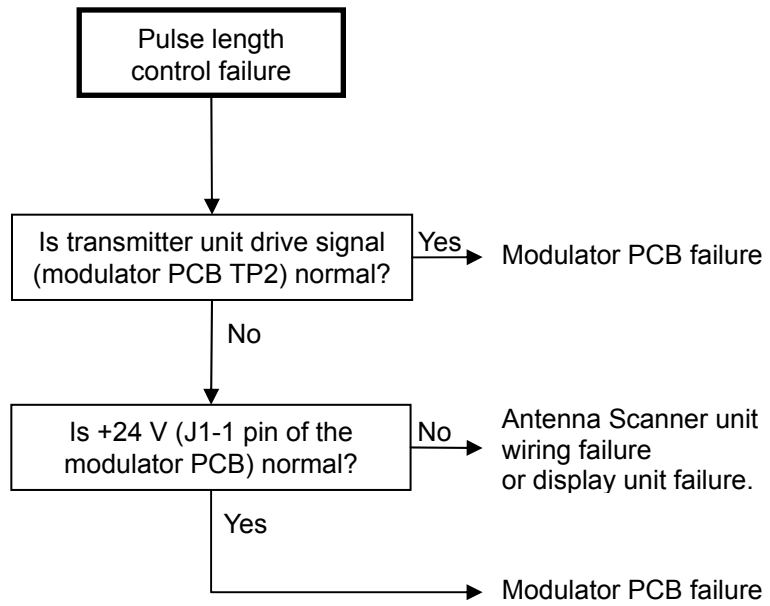 Pulse length
control failure
Is transmitter unit drive signal
(modulator PCB TP2) normal?
Yes
Modulator PCB failure
No
Is +24 V (J1-1 pin of the
modulator PCB) normal?
No
Antenna Scanner unit
wiring failure
or display unit failure.
Yes
Modulator PCB failure